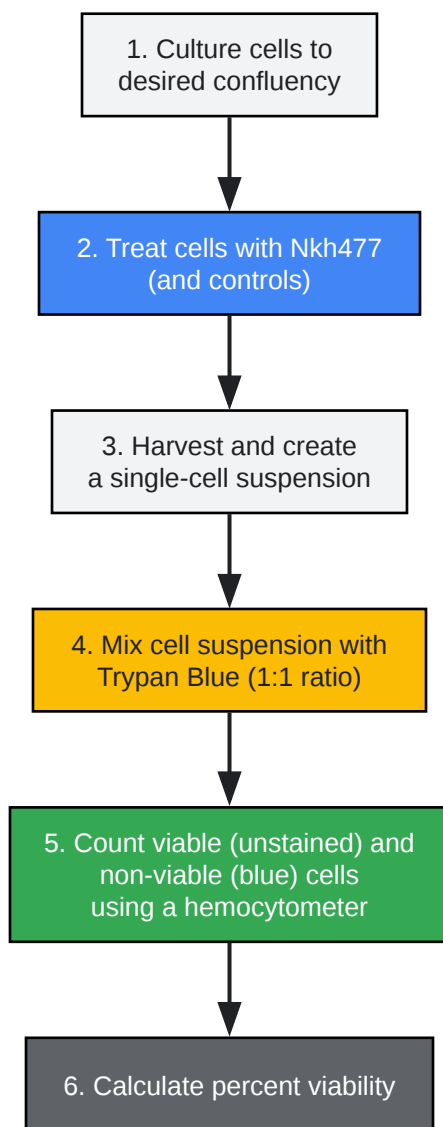 1. Culture cells to
desired confluency
2. Treat cells with Nkh477
(and controls)
3. Harvest and create
a single-cell suspension
4. Mix cell suspension with
Trypan Blue (1:1 ratio)
5. Count viable (unstained) and
non-viable (blue) cells
using a hemocytometer
6. Calculate percent viability